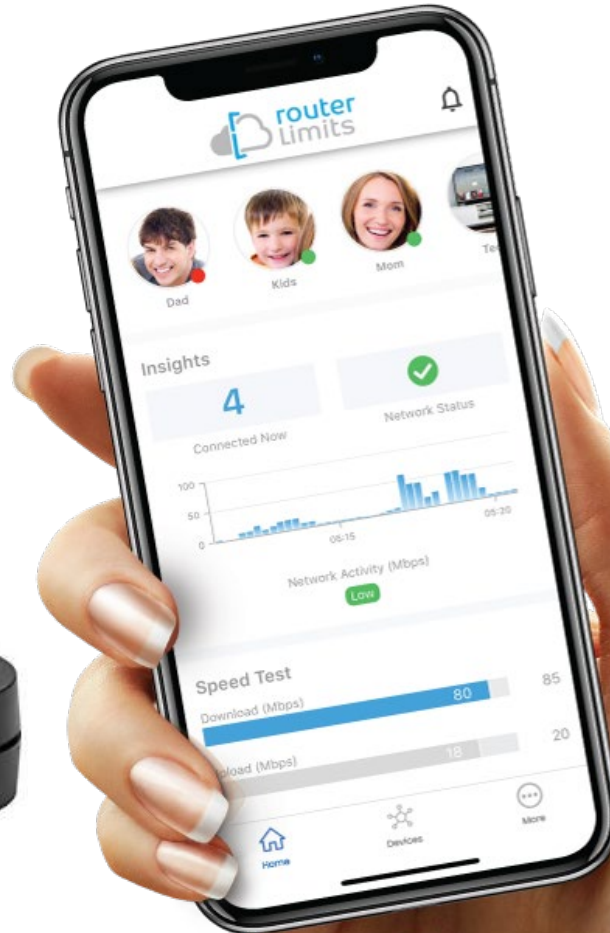 router
Limits
Dad
Kids
Mom
Insights
4
Connected Now
Network Status
100
50
0
05:15
05:20
Network Activity (Mbps)
Low
Speed Test
Download (Mbps)
80
85
(Mbps)
18
20
Home
Devices
More